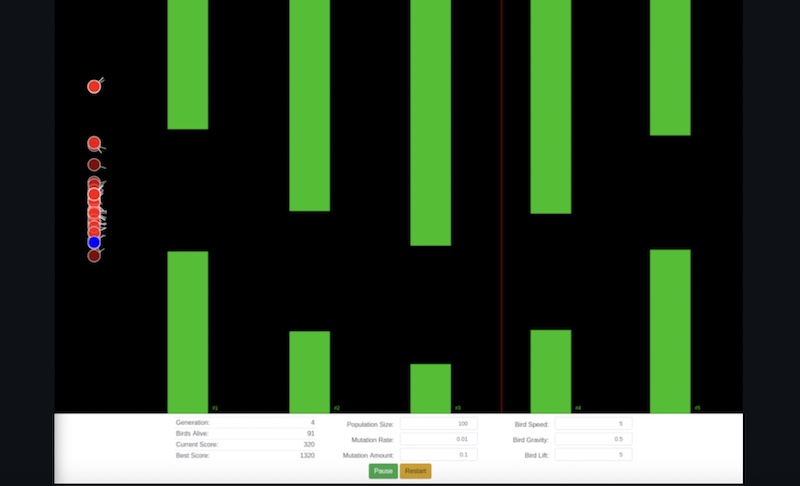 #1 #2 #3 #4 #5
Generation: 4
Birds Alive: 91
Current Score: 320
Best Score: 1320
Population Size: 100
Mutation Rate: 0.01
Mutation Amount: 0.1
Bird Speed: 5
Bird Gravity: 0.5
Bird Lift: 5
Pause Restart